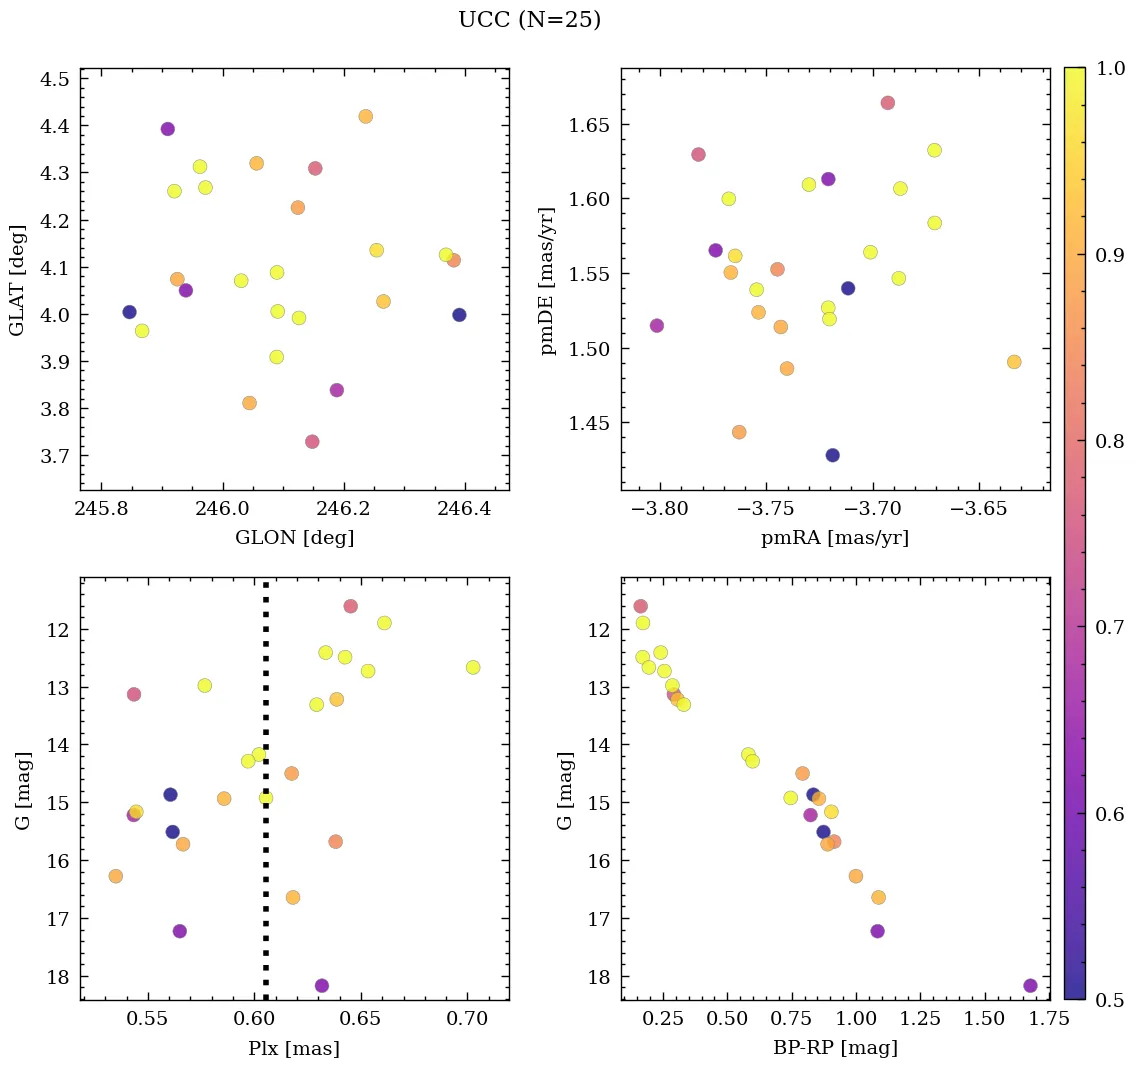 UCC (N=25)
4.5
4.4
4.3
4.2
4.1
4.0
3.9
3.8
3.7
GLAT [deg]
245.8 246.0 246.2 246.4
GLON [deg]
1.65
1.60
1.55
1.50
1.45
pmDE [mas/yr]
−3.80 −3.75 −3.70 −3.65
pmRA [mas/yr]
1.0
0.9
0.8
0.7
0.6
0.5
12
13
14
15
16
17
18
G [mag]
0.55 0.60 0.65 0.70
Plx [mas]
12
13
14
15
16
17
18
G [mag]
0.25 0.50 0.75 1.00 1.25 1.50 1.75
BP-RP [mag]